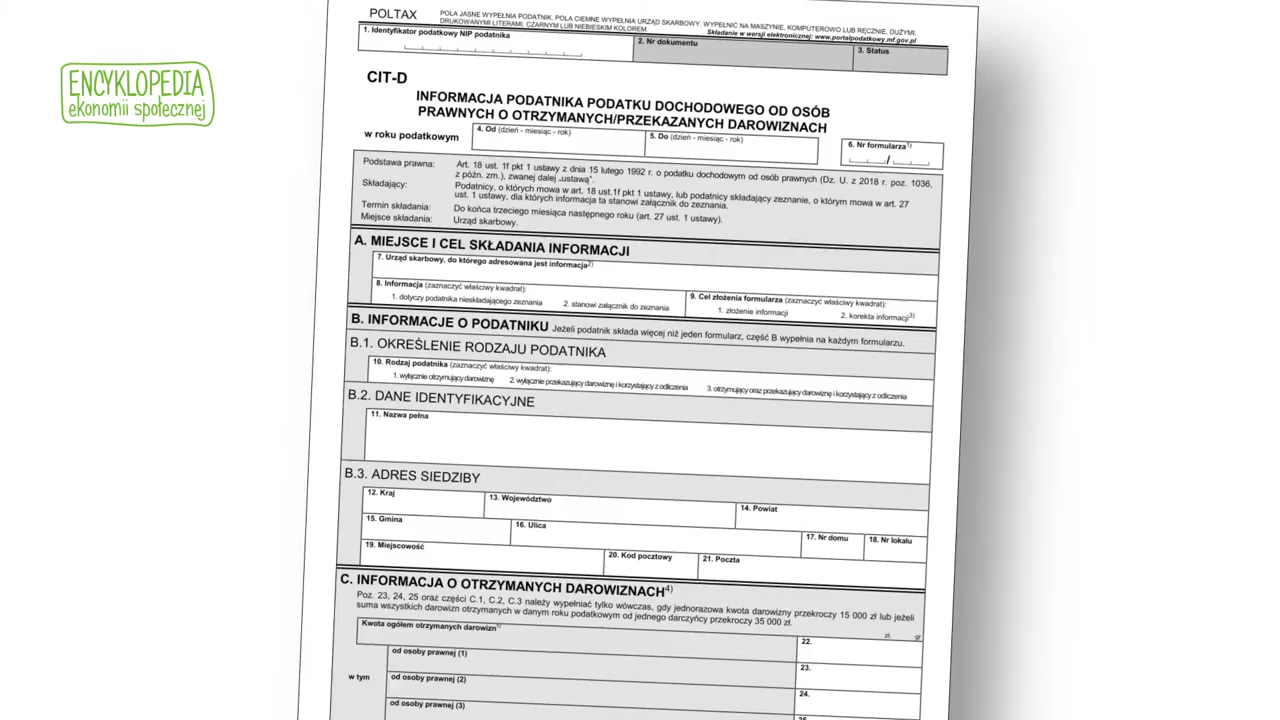 ENCYKLOPEDIA
ekonomii społecznej
POLTAX
POLA JASNE WYPEŁNIA PODATNIK, POLA CIEMNE WYPEŁNIA URZĄD SKARBOWY. WYPEŁNIĆ NA MASZYNIE, KOMPUTEROWO LUB RĘCZNIE, DUŻYMI,
DRUKOWANYMI LITERAMI, CZARNYM LUB NIEBIESKIM KOLOREM.
Składanie w wersji elektronicznej: www.portalpodatkowy.mf.gov.pl
1. Identyfikator podatkowy NIP podatnika
2. Nr dokumentu
3. Status
CIT-D
INFORMACJA PODATNIKA PODATKU DOCHODOWEGO OD OSÓB
PRAWNYCH O OTRZYMANYCH/PRZEKAZANYCH DAROWIZNACH
w roku podatkowym
4. Od (dzień - miesiąc - rok)
5. Do (dzień - miesiąc - rok)
6. Nr formularza1)
/
Podstawa prawna: Art. 18 ust. 1f pkt 1 ustawy z dnia 15 lutego 1992 r. o podatku dochodowym od osób prawnych (Dz. U. z 2018 r. poz. 1036,
z późn. zm.), zwanej dalej „ustawą”.
Składający: Podatnicy, o których mowa w art. 18 ust.1f pkt 1 ustawy, lub podatnicy składający zeznanie, o którym mowa w art. 27
ust. 1 ustawy, dla których informacja ta stanowi załącznik do zeznania.
Termin składania: Do końca trzeciego miesiąca następnego roku (art. 27 ust. 1 ustawy).
Miejsce składania: Urząd skarbowy.
A. MIEJSCE I CEL SKŁADANIA INFORMACJI
7. Urząd skarbowy, do którego adresowana jest informacja2)
8. Informacja (zaznaczyć właściwy kwadrat):
1. dotyczy podatnika nieskładającego zeznania 2. stanowi załącznik do zeznania
9. Cel złożenia formularza (zaznaczyć właściwy kwadrat):
1. złożenie informacji 2. korekta informacji3)
B. INFORMACJE O PODATNIKU Jeżeli podatnik składa więcej niż jeden formularz, część B wypełnia na każdym formularzu.
B.1. OKREŚLENIE RODZAJU PODATNIKA
10. Rodzaj podatnika (zaznaczyć właściwy kwadrat):
1. wyłącznie otrzymujący darowiznę 2. wyłącznie przekazujący darowiznę i korzystający z odliczenia 3. otrzymujący oraz przekazujący darowiznę i korzystający z odliczenia
B.2. DANE IDENTYFIKACYJNE
11. Nazwa pełna
B.3. ADRES SIEDZIBY
12. Kraj
13. Województwo
14. Powiat
15. Gmina
16. Ulica
17. Nr domu
18. Nr lokalu
19. Miejscowość
20. Kod pocztowy
21. Poczta
C. INFORMACJA O OTRZYMANYCH DAROWIZNACH4)
Poz. 23, 24, 25 oraz części C.1, C.2, C.3 należy wypełniać tylko wówczas, gdy jednorazowa kwota darowizny przekroczy 15 000 zł lub jeżeli
suma wszystkich darowizn otrzymanych w danym roku podatkowym od jednego darczyńcy przekroczy 35 000 zł.
zł, gr
Kwota ogółem otrzymanych darowizn
22.
od osoby prawnej (1)
23.
w tym
od osoby prawnej (2)
24.
od osoby prawnej (3)